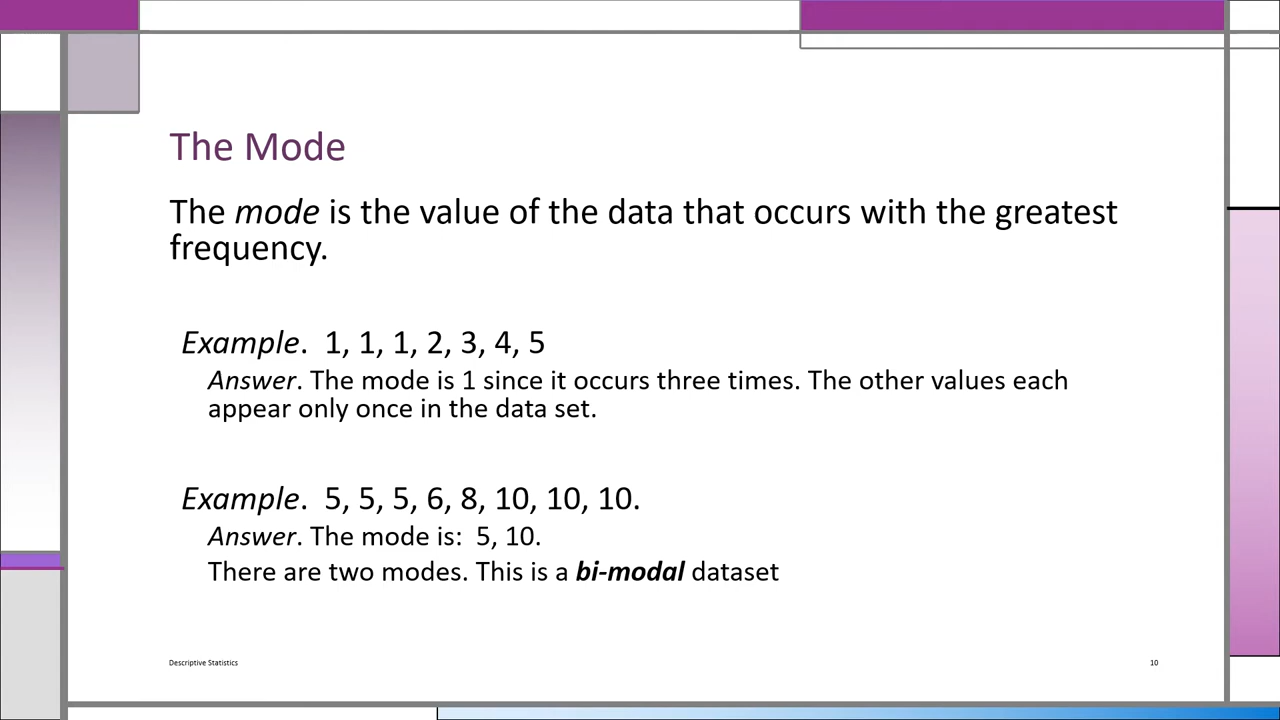 The Mode
The mode is the value of the data that occurs with the greatest
frequency.
Example. 1, 1, 1, 2, 3, 4, 5
Answer. The mode is 1 since it occurs three times. The other values each
appear only once in the data set.
Example. 5, 5, 5, 6, 8, 10, 10, 10.
Answer. The mode is: 5, 10.
There are two modes. This is a bi-modal dataset
Descriptive Statistics
10